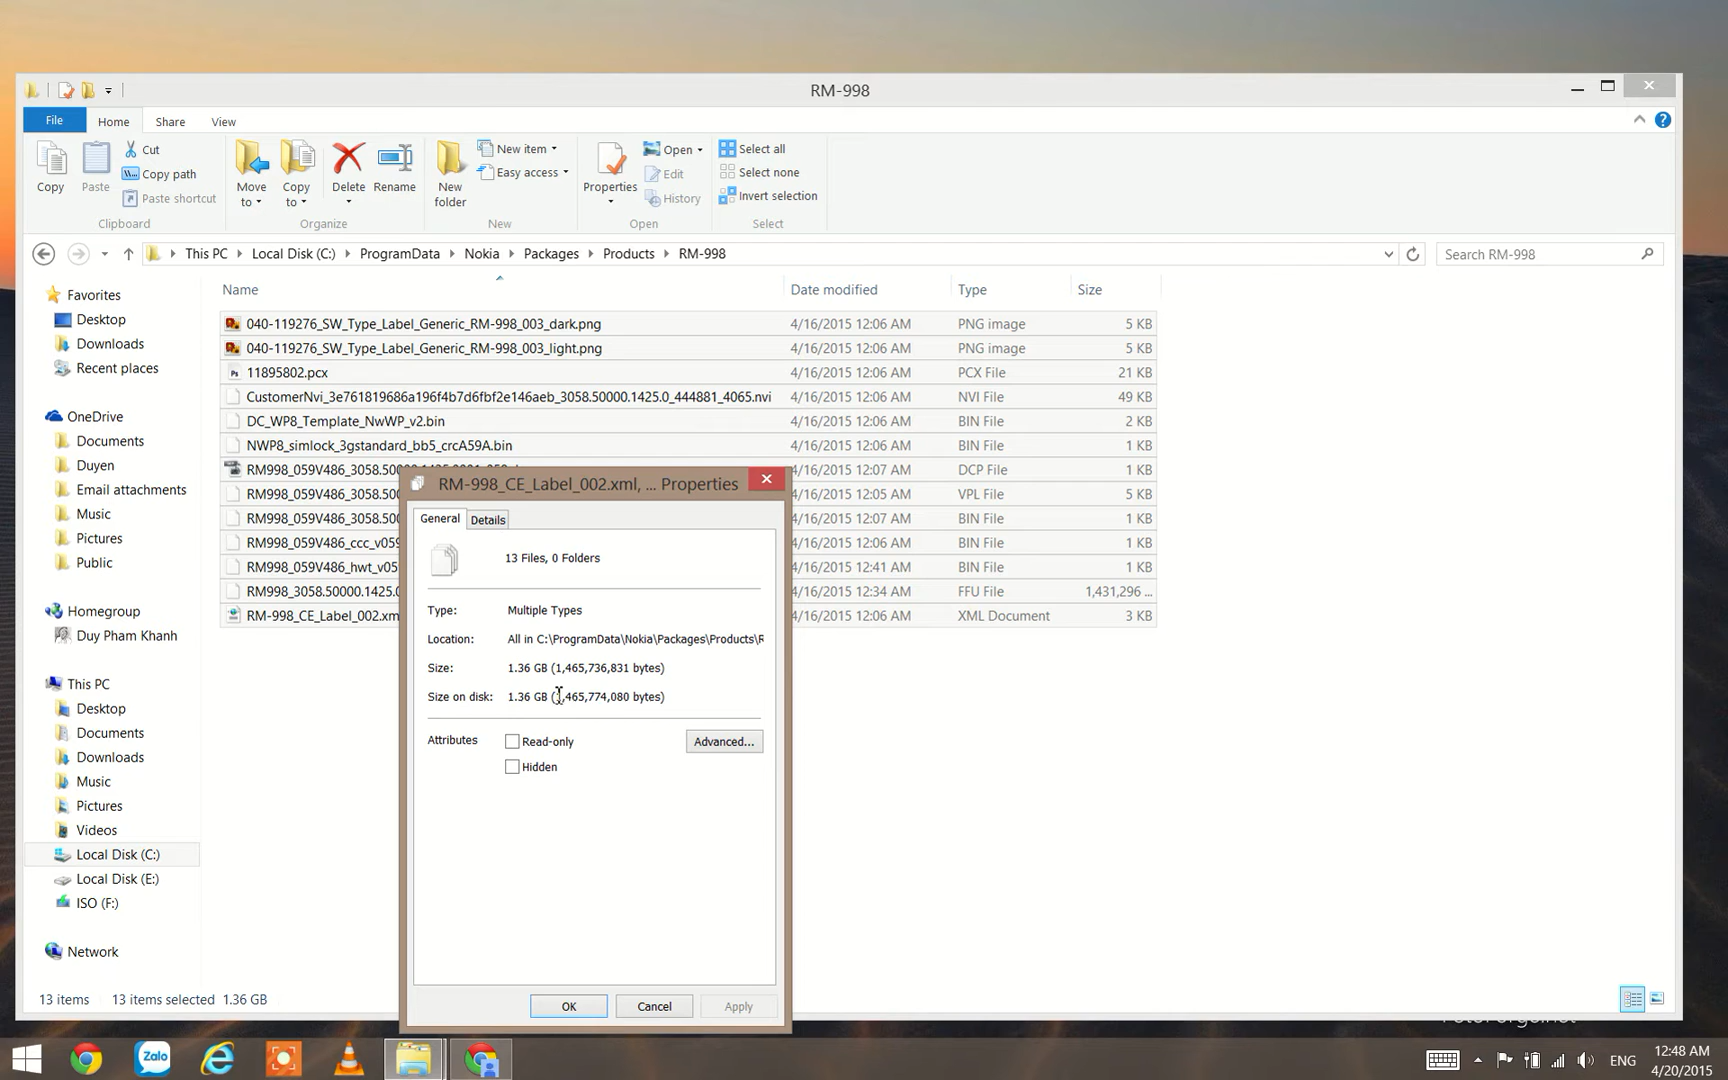 RM-998
File Home Share View
Copy
Paste
Cut
Copy path
Paste shortcut
Clipboard
Move to
Copy to
Delete
Rename
Organize
New folder
New item
Easy access
New
Properties
Open
Edit
History
Open
Select all
Select none
Invert selection
Select
This PC Local Disk (C:) ProgramData Nokia Packages Products RM-998
Search RM-998
Favorites
Desktop
Downloads
Recent places
OneDrive
Documents
Duyen
Email attachments
Music
Pictures
Public
Homegroup
Duy Pham Khanh
This PC
Desktop
Documents
Downloads
Music
Pictures
Videos
Local Disk (C:)
Local Disk (E:)
ISO (F:)
Network
Name Date modified Type Size
040-119276_SW_Type_Label_Generic_RM-998_003_dark.png 4/16/2015 12:06 AM PNG image 5 KB
040-119276_SW_Type_Label_Generic_RM-998_003_light.png 4/16/2015 12:06 AM PNG image 5 KB
11895802.pcx 4/16/2015 12:06 AM PCX File 21 KB
CustomerNvi_3e761819686a196f4b7d6fbf2e146aeb_3058.50000.1425.0_444881_4065.nvi 4/16/2015 12:06 AM NVI File 49 KB
DC_WP8_Template_NwWP_v2.bin 4/16/2015 12:06 AM BIN File 2 KB
NWP8_simlock_3gstandard_bb5_crcA59A.bin 4/16/2015 12:06 AM BIN File 1 KB
4/16/2015 12:07 AM DCP File 1 KB
RM998_059V486_3058.50 4/16/2015 12:07 AM VPL File 5 KB
RM998_059V486_3058.50 4/16/2015 12:07 AM BIN File 1 KB
RM998_059V486_ccc_v05 4/16/2015 12:06 AM BIN File 1 KB
RM998_059V486_hwt_v05 4/16/2015 12:41 AM BIN File 1 KB
RM998_3058.50000.1425.0 4/16/2015 12:34 AM FFU File 1,431,296 ...
RM-998_CE_Label_002.xm 4/16/2015 12:06 AM XML Document 3 KB
RM-998_CE_Label_002.xml, ... Properties
General Details
13 Files, 0 Folders
Type: Multiple Types
Location: All in C:\ProgramData\Nokia\Packages\Products\R
Size: 1.36 GB (1,465,736,831 bytes)
Size on disk: 1.36 GB (1,465,774,080 bytes)
Attributes Read-only Advanced...
Hidden
OK Cancel Apply
13 items 13 items selected 1.36 GB
Zalo
ENG
12:48 AM
4/20/2015